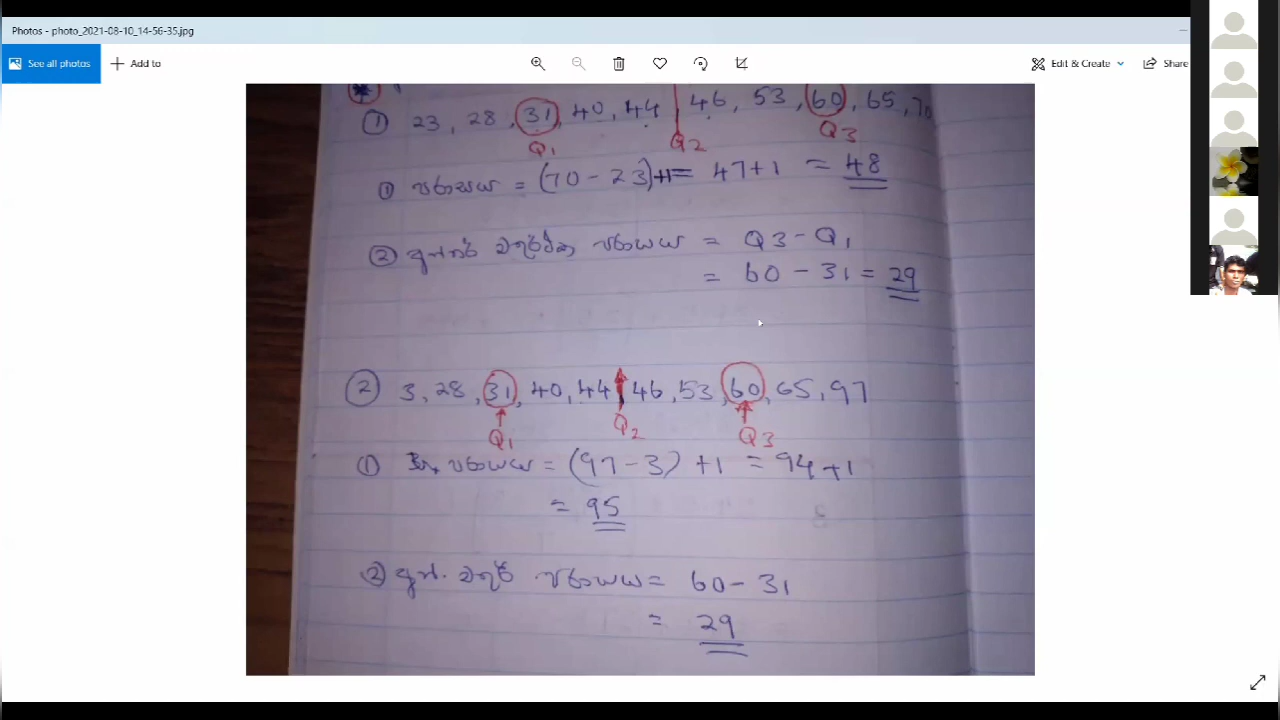 Photos - photo_2021-08-10_14-56-35.jpg
See all photos
Add to
Edit & Create
Share
① 23, 28, 31, 40, 44 46, 53, 60, 65, 70
Q1 Q2 Q3
① පරාසය = (70 - 23)+1 = 47+1 = 48
② අන්තර් චතුර්ථක පරාසය = Q3 - Q1
= 60 - 31 = 29
② 3, 28, 31, 40, 44 46, 53, 60, 65, 97
Q1 Q2 Q3
① පරාසය = (97 - 3) +1 = 94 +1
= 95
② අන්. චතුර් පරාසය = 60 - 31
= 29